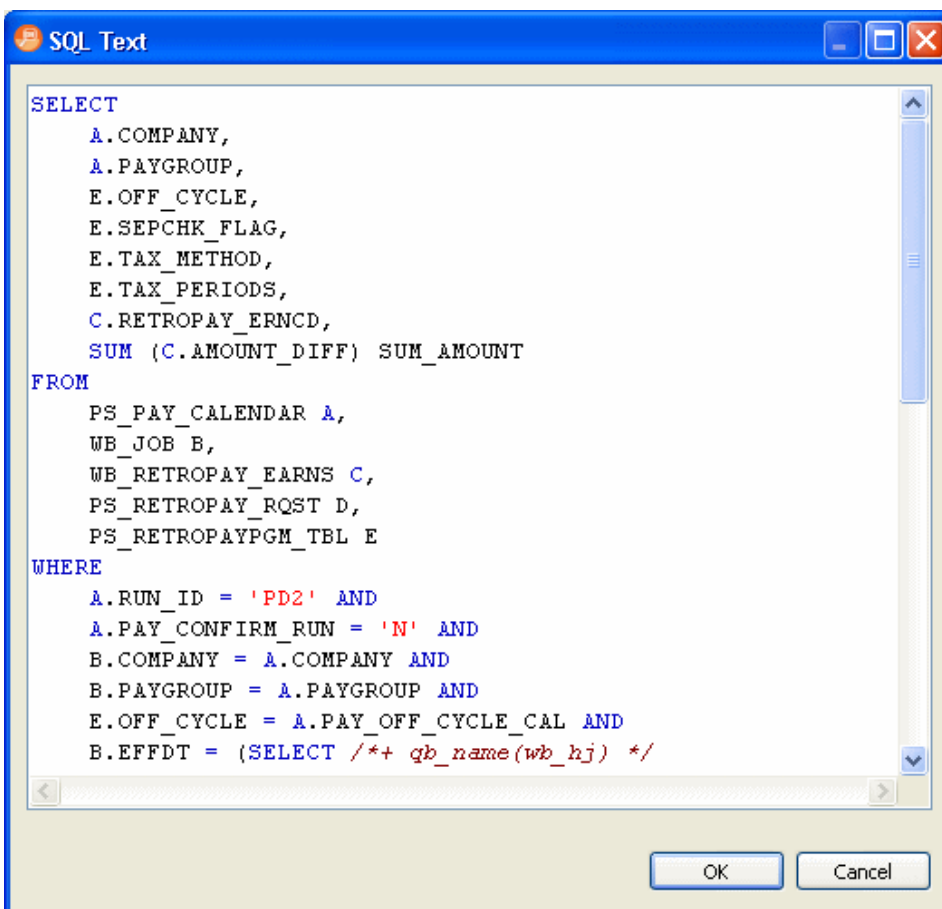 SQL Text
SELECT
A.COMPANY,
A.PAYGROUP,
E.OFF_CYCLE,
E.SEPCHK_FLAG,
E.TAX_METHOD,
E.TAX_PERIODS,
C.RETROPAY_ERNCD,
SUM (C.AMOUNT_DIFF) SUM_AMOUNT
FROM
PS_PAY_CALENDAR A,
WB_JOB B,
WB_RETROPAY_EARNS C,
PS_RETROPAY_RQST D,
PS_RETROPAYPGM_TBL E
WHERE
A.RUN_ID = 'PD2' AND
A.PAY_CONFIRM_RUN = 'N' AND
B.COMPANY = A.COMPANY AND
B.PAYGROUP = A.PAYGROUP AND
E.OFF_CYCLE = A.PAY_OFF_CYCLE_CAL AND
B.EFFDT = (SELECT /*+ qb_name(wb_hj) */
OK Cancel